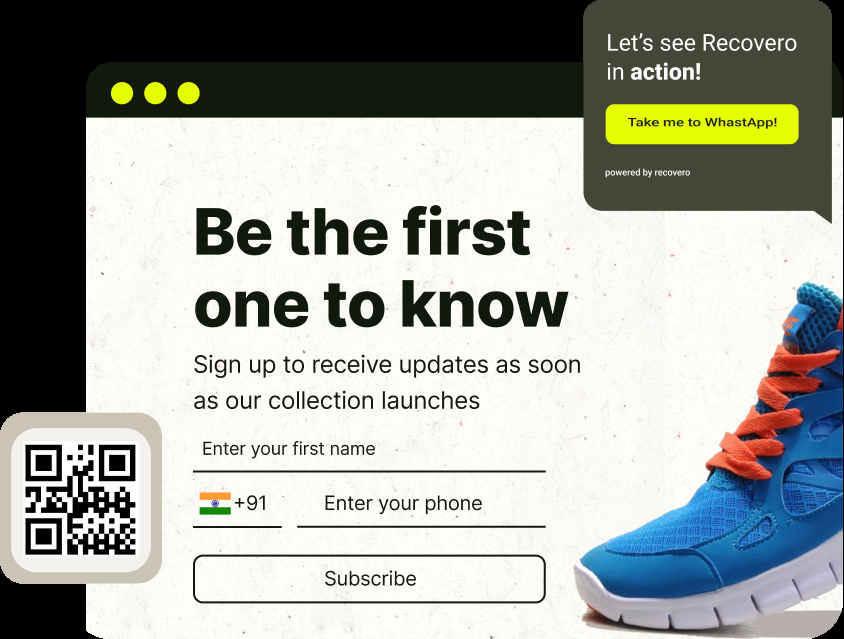 Let’s see Recovero
in action!
Take me to WhastApp!
powered by recovero
Be the first
one to know
Sign up to receive updates as soon
as our collection launches
Enter your first name
+91
Enter your phone
Subscribe